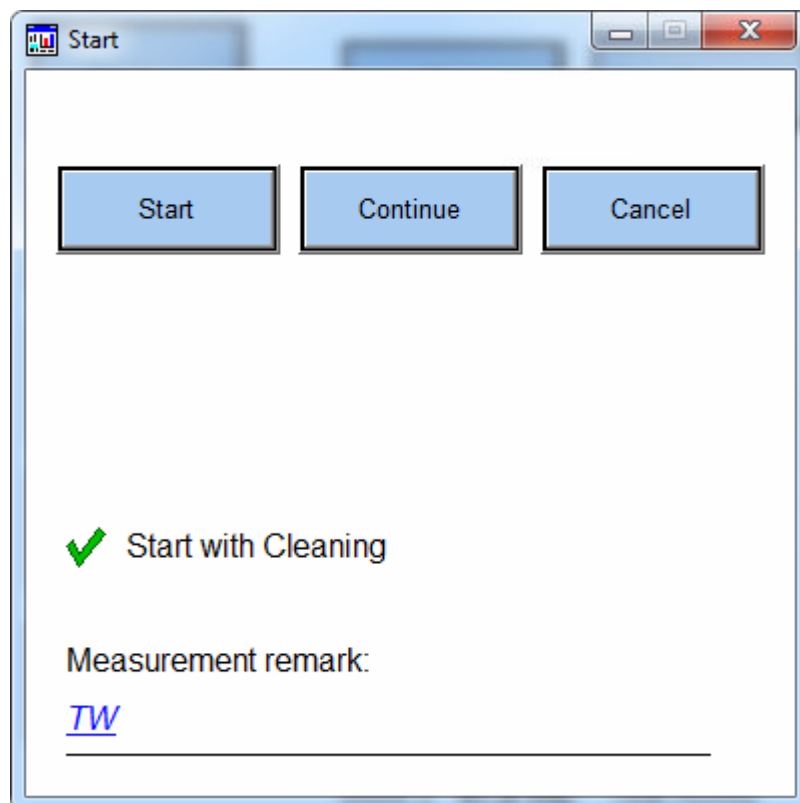 Start
Start Continue Cancel
Start with Cleaning
Measurement remark:
TW